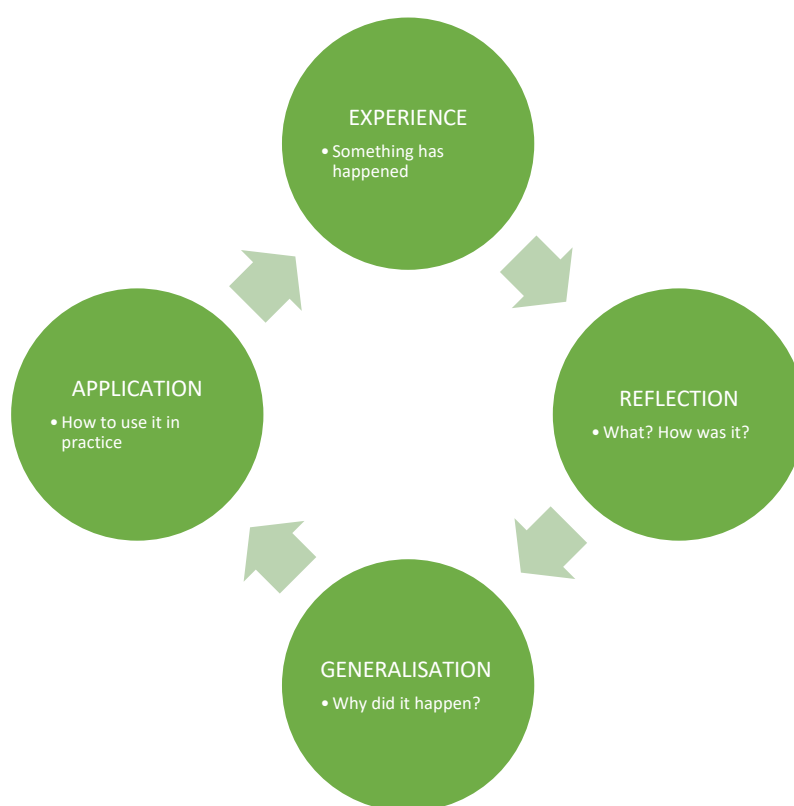 EXPERIENCE
• Something has
happened
REFLECTION
• What? How was it?
GENERALISATION
• Why did it happen?
APPLICATION
• How to use it in
practice